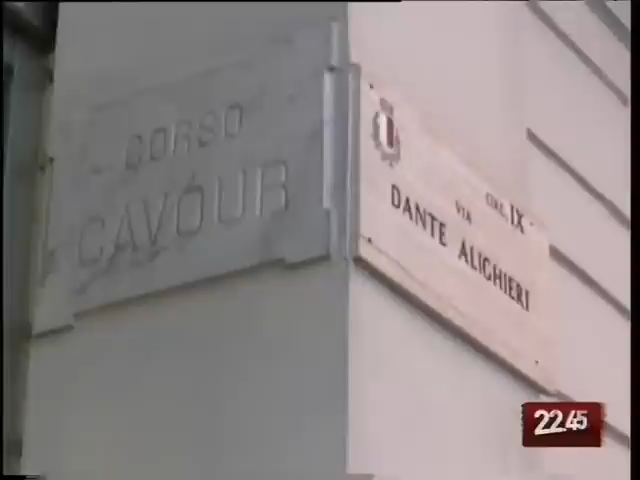 CORSO
CAVOUR
CIRC. IX
VIA
DANTE ALIGHIERI
22.45